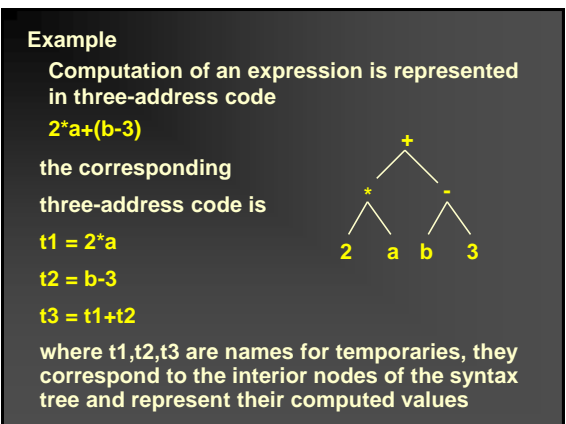 Example
Computation of an expression is represented
in three-address code
2*a+(b-3)
the corresponding
three-address code is
t1 = 2*a
t2 = b-3
t3 = t1+t2
+
* -
2 a b 3
where t1,t2,t3 are names for temporaries, they
correspond to the interior nodes of the syntax
tree and represent their computed values